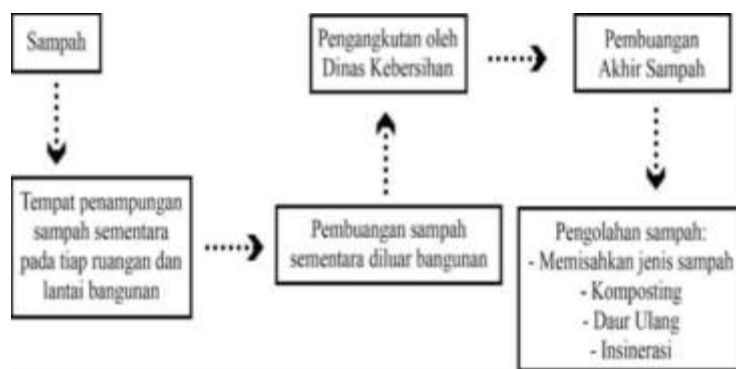 Sampah
Tempat penampungan
sampah sementara
pada tiap ruangan dan
lantai bangunan
Pembuangan sampah
sementara diluar bangunan
Pengangkutan oleh
Dinas Kebersihan
Pembuangan
Akhir Sampah
Pengolahan sampah:
- Memisahkan jenis sampah
- Komposting
- Daur Ulang
- Insinerasi